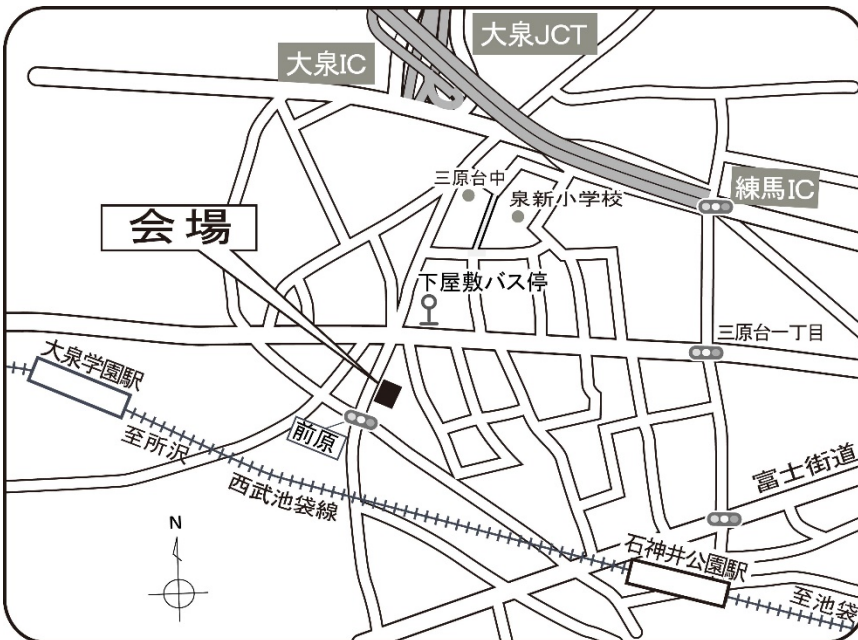 大泉JCT
大泉IC
三原台中
練馬IC
泉新小学校
会場
下屋敷バス停
三原台一丁目
大泉学園駅
至所沢
前原
富士街道
西武池袋線
N
石神井公園駅
至池袋